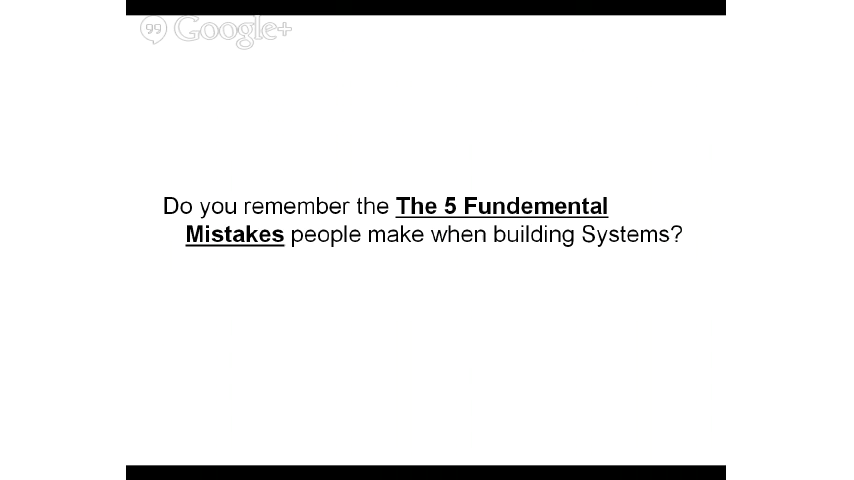 Google+
Do you remember the The 5 Fundemental
Mistakes people make when building Systems?